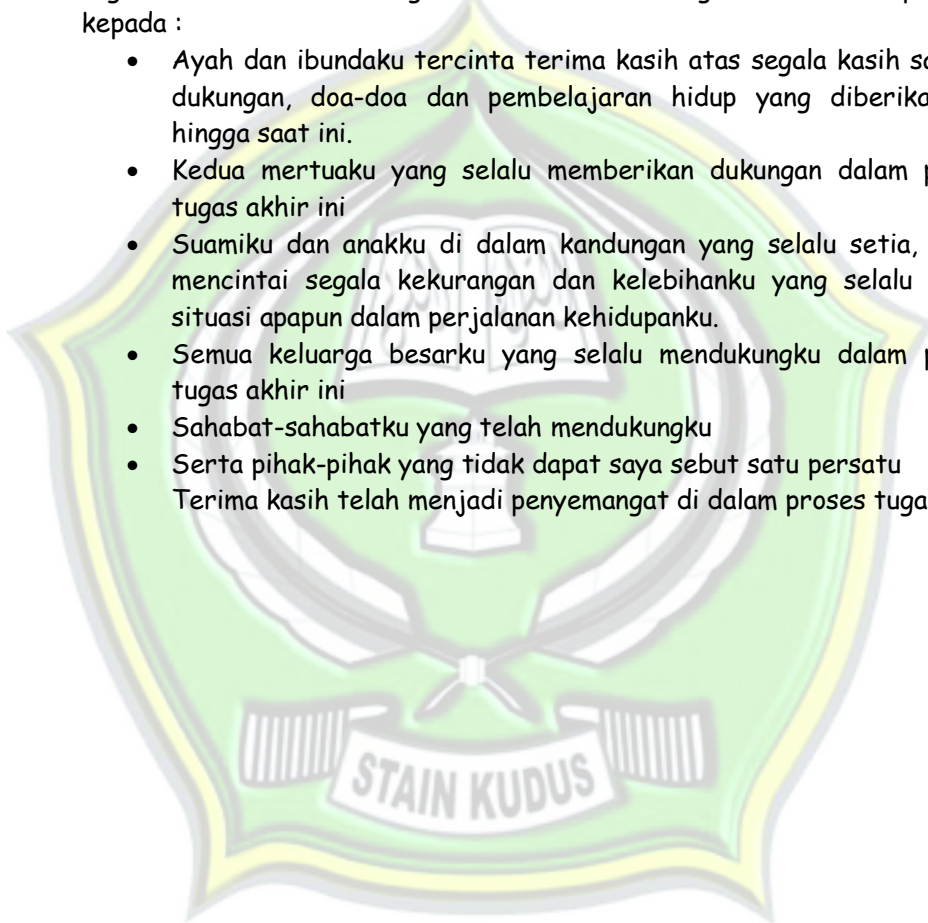 kepada :
• Ayah dan ibundaku tercinta terima kasih atas segala kasih
dukungan, doa-doa dan pembelajaran hidup yang diberika
hingga saat ini.
• Kedua mertuaku yang selalu memberikan dukungan dalam
tugas akhir ini
• Suamiku dan anakku di dalam kandungan yang selalu setia,
mencintai segala kekurangan dan kelebihanku yang selalu
situasi apapun dalam perjalanan kehidupanku.
• Semua keluarga besarku yang selalu mendukungku dalam
tugas akhir ini
• Sahabat-sahabatku yang telah mendukungku
• Serta pihak-pihak yang tidak dapat saya sebut satu persatu
Terima kasih telah menjadi penyemangat di dalam proses tuga
STAIN KUDUS